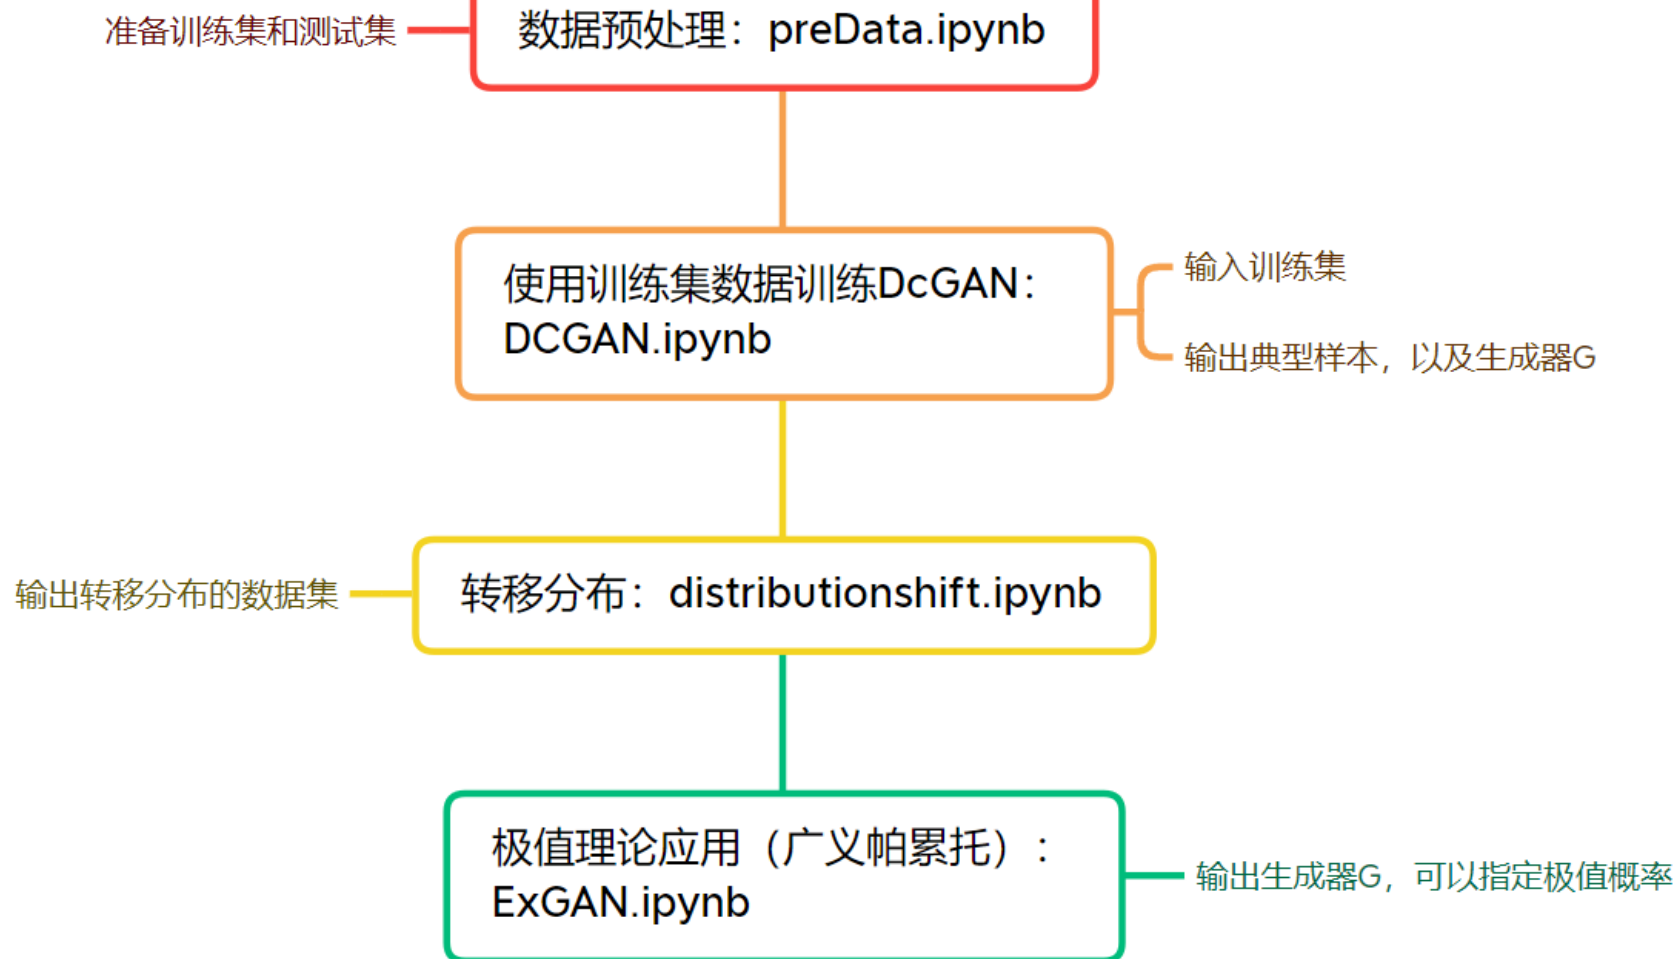 准备训练集和测试集
数据预处理：preData.ipynb
使用训练集数据训练DcGAN：
DCGAN.ipynb
输入训练集
输出典型样本，以及生成器G
输出转移分布的数据集
转移分布：distributionshift.ipynb
极值理论应用（广义帕累托）：
ExGAN.ipynb
输出生成器G，可以指定极值概率